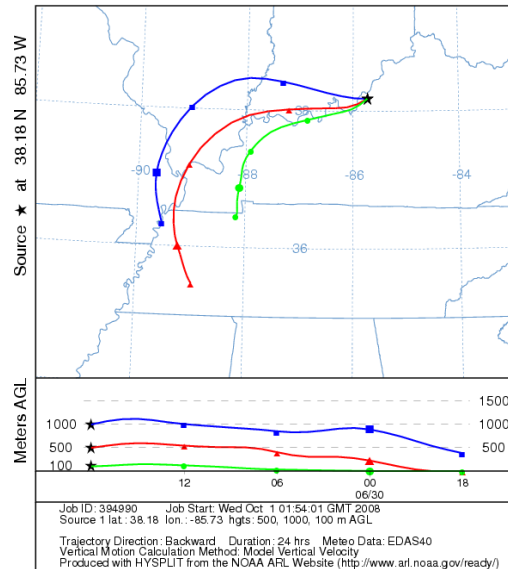 Source ★ at 38.18 N 85.73 W
-90
-88
-86
-84
36
Meters AGL
1500
1000
1000
500
500
100
12
06
00
18
06/30
Job ID: 394990 Job Start: Wed Oct 1 01:54:01 GMT 2008
Source 1 lat.: 38.18 lon.: -85.73 hgts: 500, 1000, 100 m AGL
Trajectory Direction: Backward Duration: 24 hrs Meteo Data: EDAS40
Vertical Motion Calculation Method: Model Vertical Velocity
Produced with HYSPLIT from the NOAA ARL Website (http://www.arl.noaa.gov/ready/)